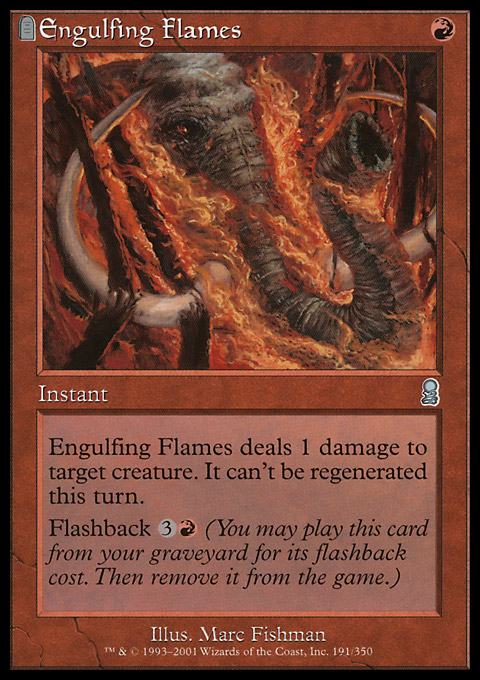 Engulfing Flames
Instant
Engulfing Flames deals 1 damage to
target creature. It can't be regenerated
this turn.
Flashback 3 (You may play this card
from your graveyard for its flashback
cost. Then remove it from the game.)
Illus. Marc Fishman
™ & © 1993–2001 Wizards of the Coast, Inc. 191/350